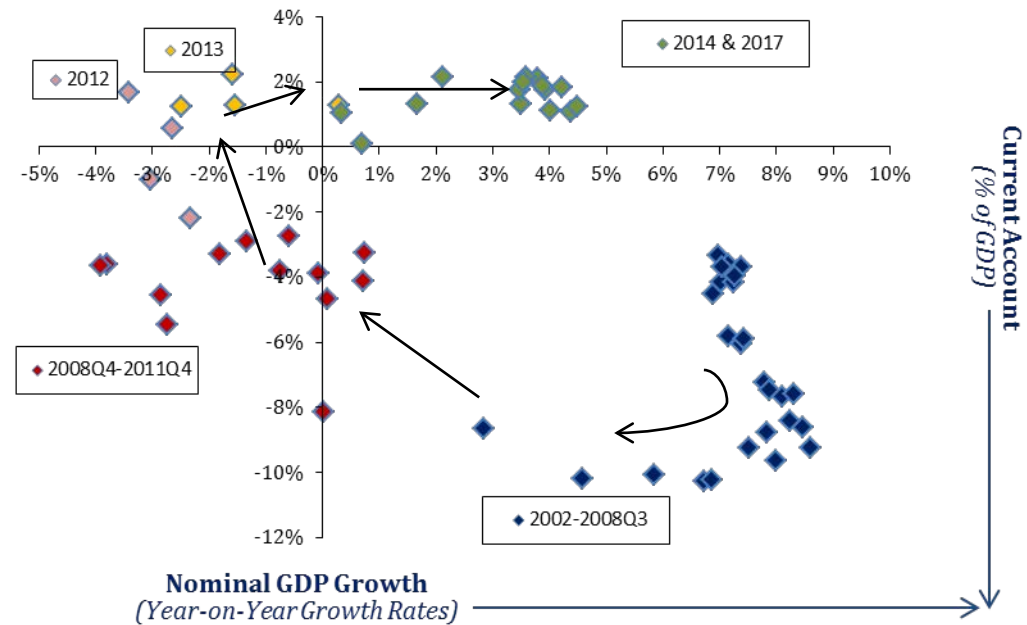 4%
2013
2014 & 2017
2012
2%
0%
-5% -4% -3% -2% -1% 0% 1% 2% 3% 4% 5% 6% 7% 8% 9% 10%
-2%
-4%
-6%
-8%
-10%
-12%
2008Q4-2011Q4
2002-2008Q3
Current Account
(% of GDP)
Nominal GDP Growth
(Year-on-Year Growth Rates)